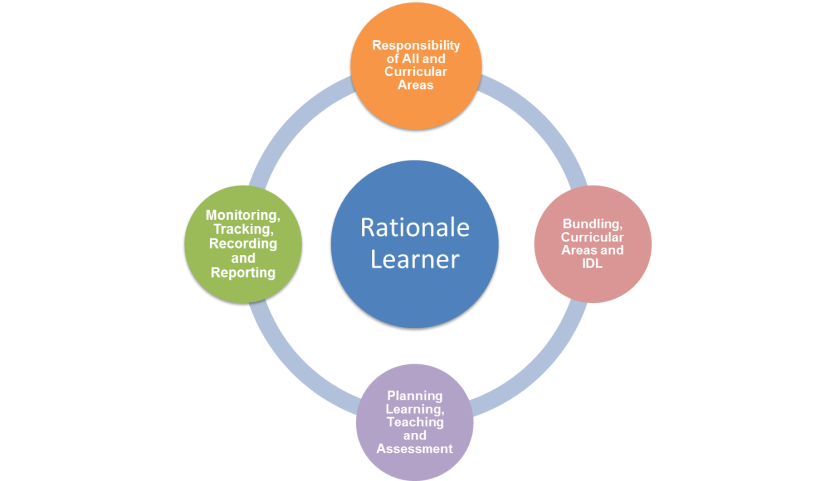 Responsibility
of All and
Curricular
Areas
Rationale
Learner
Monitoring,
Tracking,
Recording
and
Reporting
Bundling,
Curricular
Areas and
IDL
Planning
Learning,
Teaching
and
Assessment